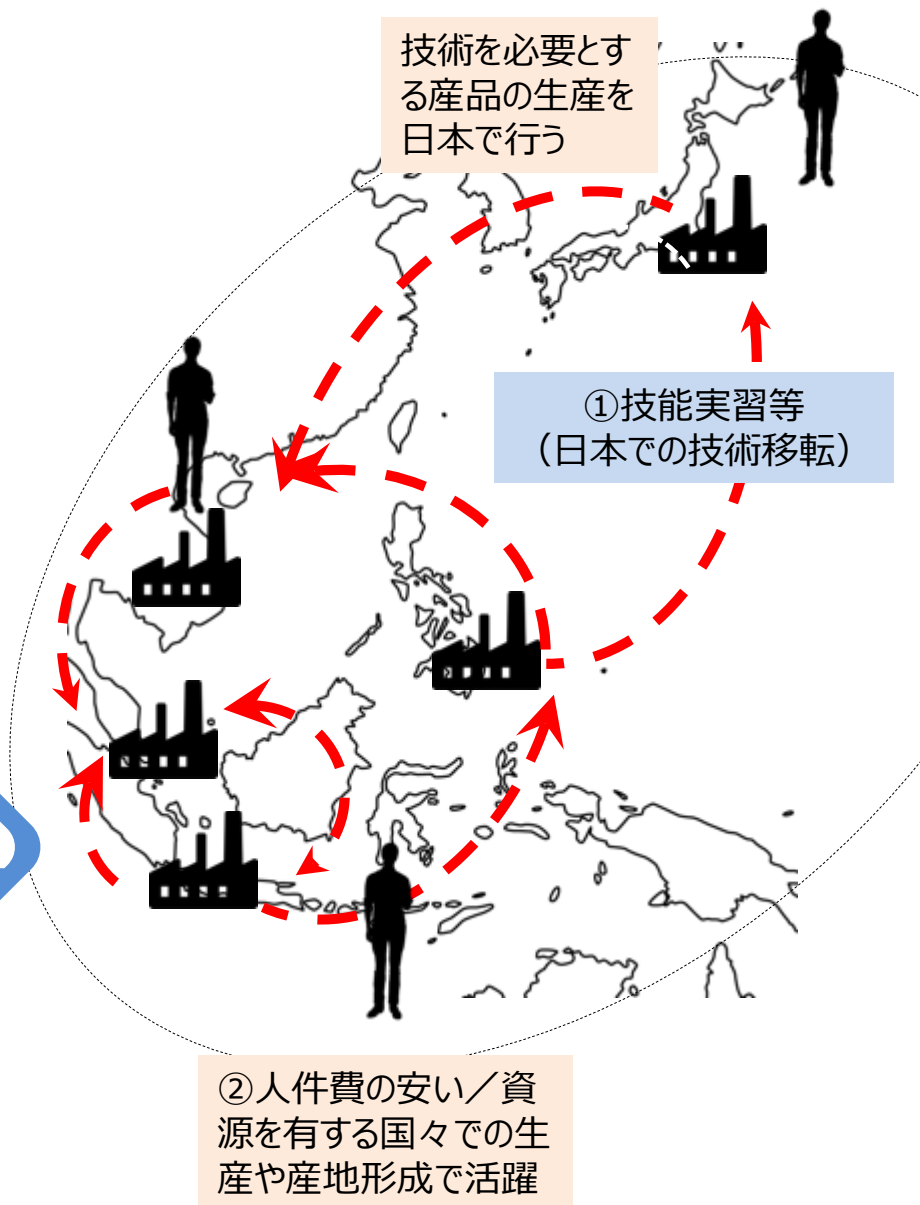 技術を必要とす
る産品の生産を
日本で行う
①技能実習等
（日本での技術移転）
②人件費の安い／資
源を有する国々での生
産や産地形成で活躍